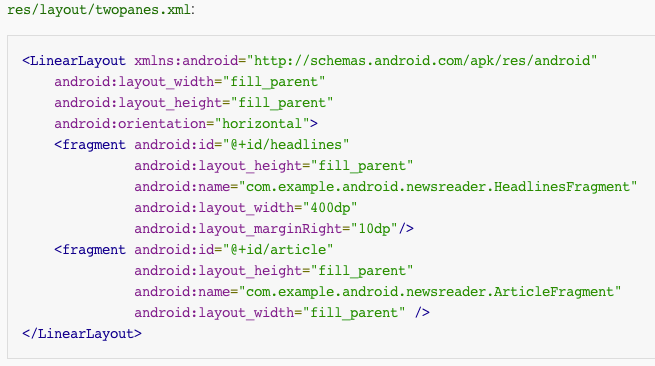 res/layout/twopanes.xml:
<LinearLayout xmlns:android="http://schemas.android.com/apk/res/android"
    android:layout_width="fill_parent"
    android:layout_height="fill_parent"
    android:orientation="horizontal">
    <fragment android:id="@+id/headlines"
              android:layout_height="fill_parent"
              android:name="com.example.android.newsreader.HeadlinesFragment"
              android:layout_width="400dp"
              android:layout_marginRight="10dp"/>
    <fragment android:id="@+id/article"
              android:layout_height="fill_parent"
              android:name="com.example.android.newsreader.ArticleFragment"
              android:layout_width="fill_parent" />
</LinearLayout>